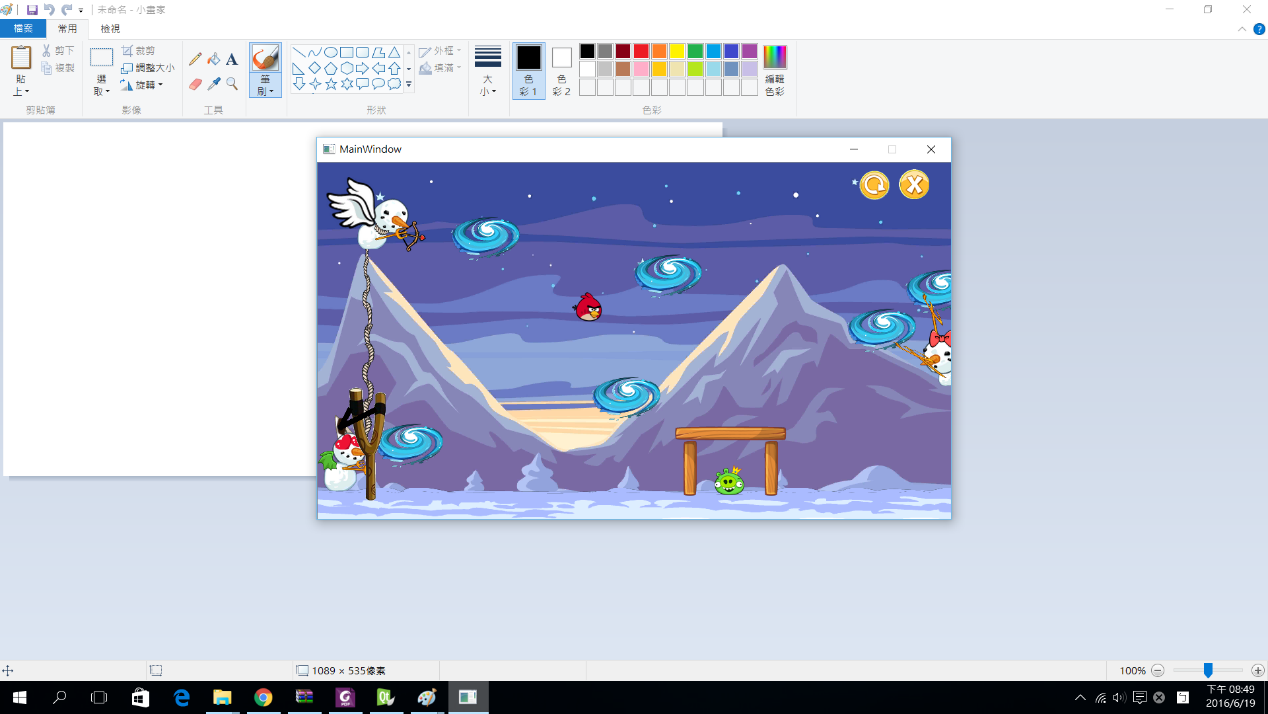 未命名 - 小畫家
檔案 常用 檢視
貼上
剪下
複製
剪貼簿
選取
裁剪
調整大小
旋轉
影像
A
工具
筆刷
外框
填滿
形狀
大小
色彩 1
色彩 2
編輯色彩
色彩
MainWindow
1089 × 535像素
100%
下午 08:49
2016/6/19